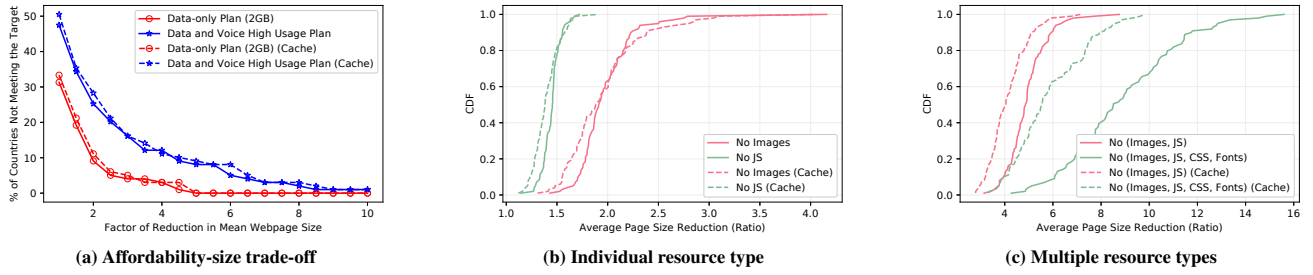 % of Countries Not Meeting the Target
50
40
30
20
10
0
2
4
6
8
10
Factor of Reduction in Mean Webpage Size
Data-only Plan (2GB)
Data and Voice High Usage Plan
Data-only Plan (2GB) (Cache)
Data and Voice High Usage Plan (Cache)
(a) Affordability-size trade-off
CDF
1.0
0.8
0.6
0.4
0.2
0.0
1.0
1.5
2.0
2.5
3.0
3.5
4.0
Average Page Size Reduction (Ratio)
No Images
No JS
No Images (Cache)
No JS (Cache)
(b) Individual resource type
CDF
1.0
0.8
0.6
0.4
0.2
0.0
4
6
8
10
12
14
16
Average Page Size Reduction (Ratio)
No (Images, JS)
No (Images, JS, CSS, Fonts)
No (Images, JS) (Cache)
No (Images, JS, CSS, Fonts) (Cache)
(c) Multiple resource types